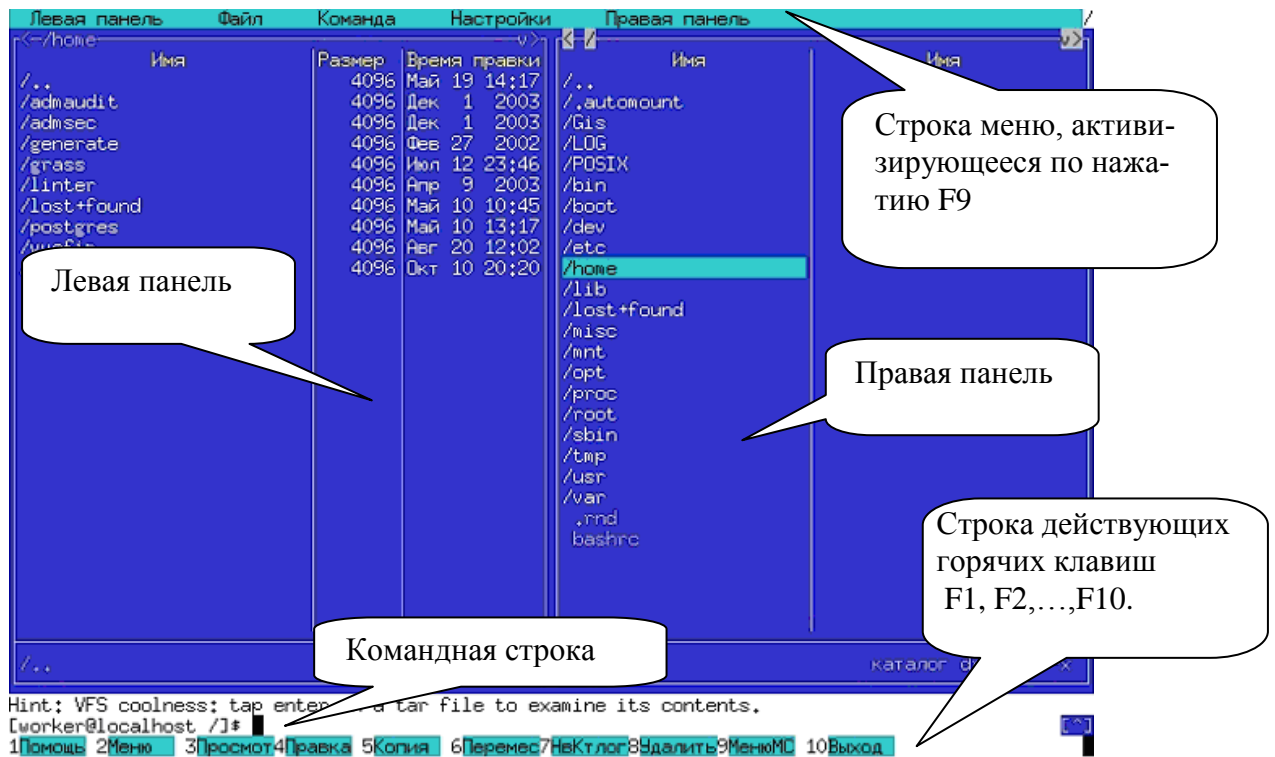 Левая панель Файл Команда Настройки Правая панель /
<-/home v> </ v>
Имя Размер Время правки Имя Имя
/.. 4096 Май 19 14:17 /..
/admaudit 4096 Дек 1 2003 /.automount
/admsec 4096 Дек 1 2003 /Gis
/generate 4096 Фев 27 2002 /LOG
/grass 4096 Июл 12 23:46 /POSIX
/linter 4096 Апр 9 2003 /bin
/lost+found 4096 Май 10 10:45 /boot
/postgres 4096 Май 10 13:17 /dev
4096 Авг 20 12:02 /etc
4096 Окт 10 20:20 /home
/lib
/lost+found
/misc
/mnt
/opt
/proc
/root
/sbin
/tmp
/usr
/var
.rnd
bashrc
Строка меню, активи-
зирующееся по нажа-
тию F9
Левая панель
Правая панель
Строка действующих
горячих клавиш
F1, F2,…,F10.
Командная строка
/.. каталог
Hint: VFS coolness: tap enter a tar file to examine its contents.
[worker@localhost /]$ [^]
1Помощь 2Меню 3Просмот4Правка 5Копия 6Перемес7НвКтлог8Удалить9МенюМС 10Выход